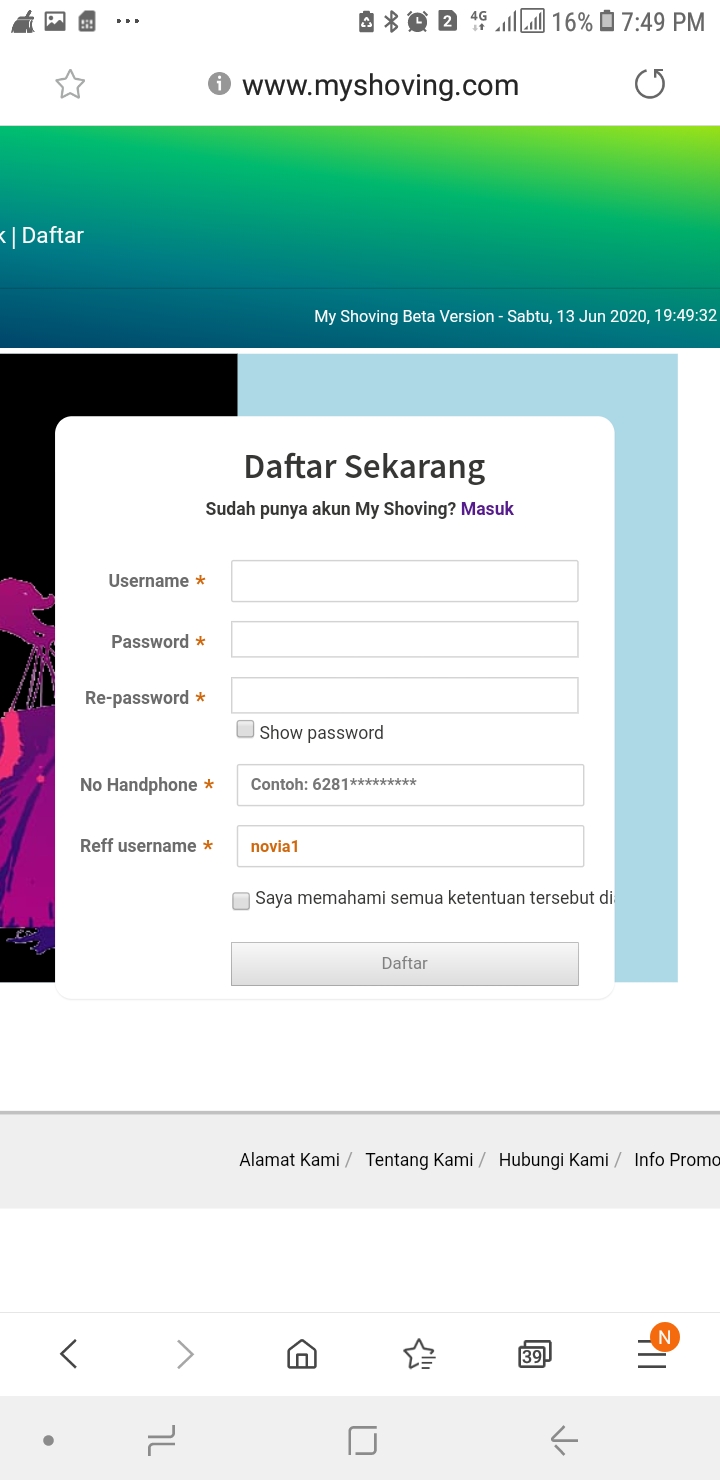 2 4G 16% 7:49 PM
www.myshoving.com
k | Daftar
My Shoving Beta Version - Sabtu, 13 Jun 2020, 19:49:32
Daftar Sekarang
Sudah punya akun My Shoving? Masuk
Username *
Password *
Re-password *
Show password
No Handphone * Contoh: 6281*********
Reff username * novia1
Saya memahami semua ketentuan tersebut di
Daftar
Alamat Kami / Tentang Kami / Hubungi Kami / Info Promo
39 N